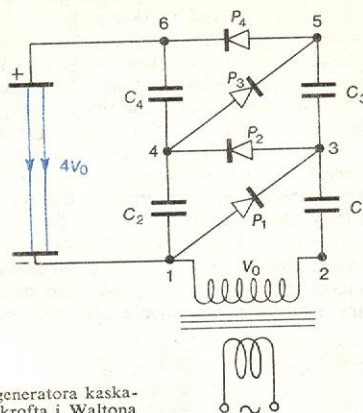 6
P₄
5
+
C₄
P₃
C₃
4V₀
4
P₂
3
C₂
P₁
C
1
V₀
2
−
generatora kaska-
krofta i Waltona
~